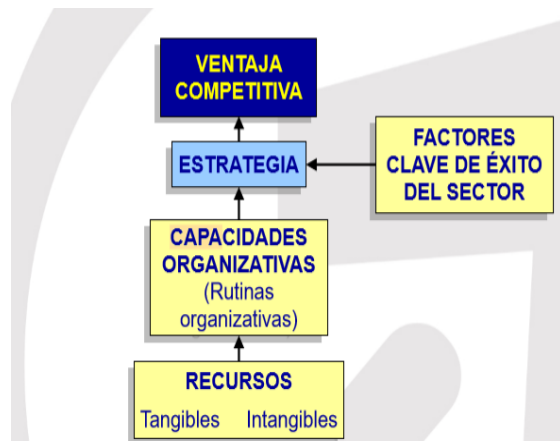 VENTAJA
COMPETITIVA
ESTRATEGIA
FACTORES
CLAVE DE ÉXITO
DEL SECTOR
CAPACIDADES
ORGANIZATIVAS
(Rutinas
organizativas)
RECURSOS
Tangibles Intangibles